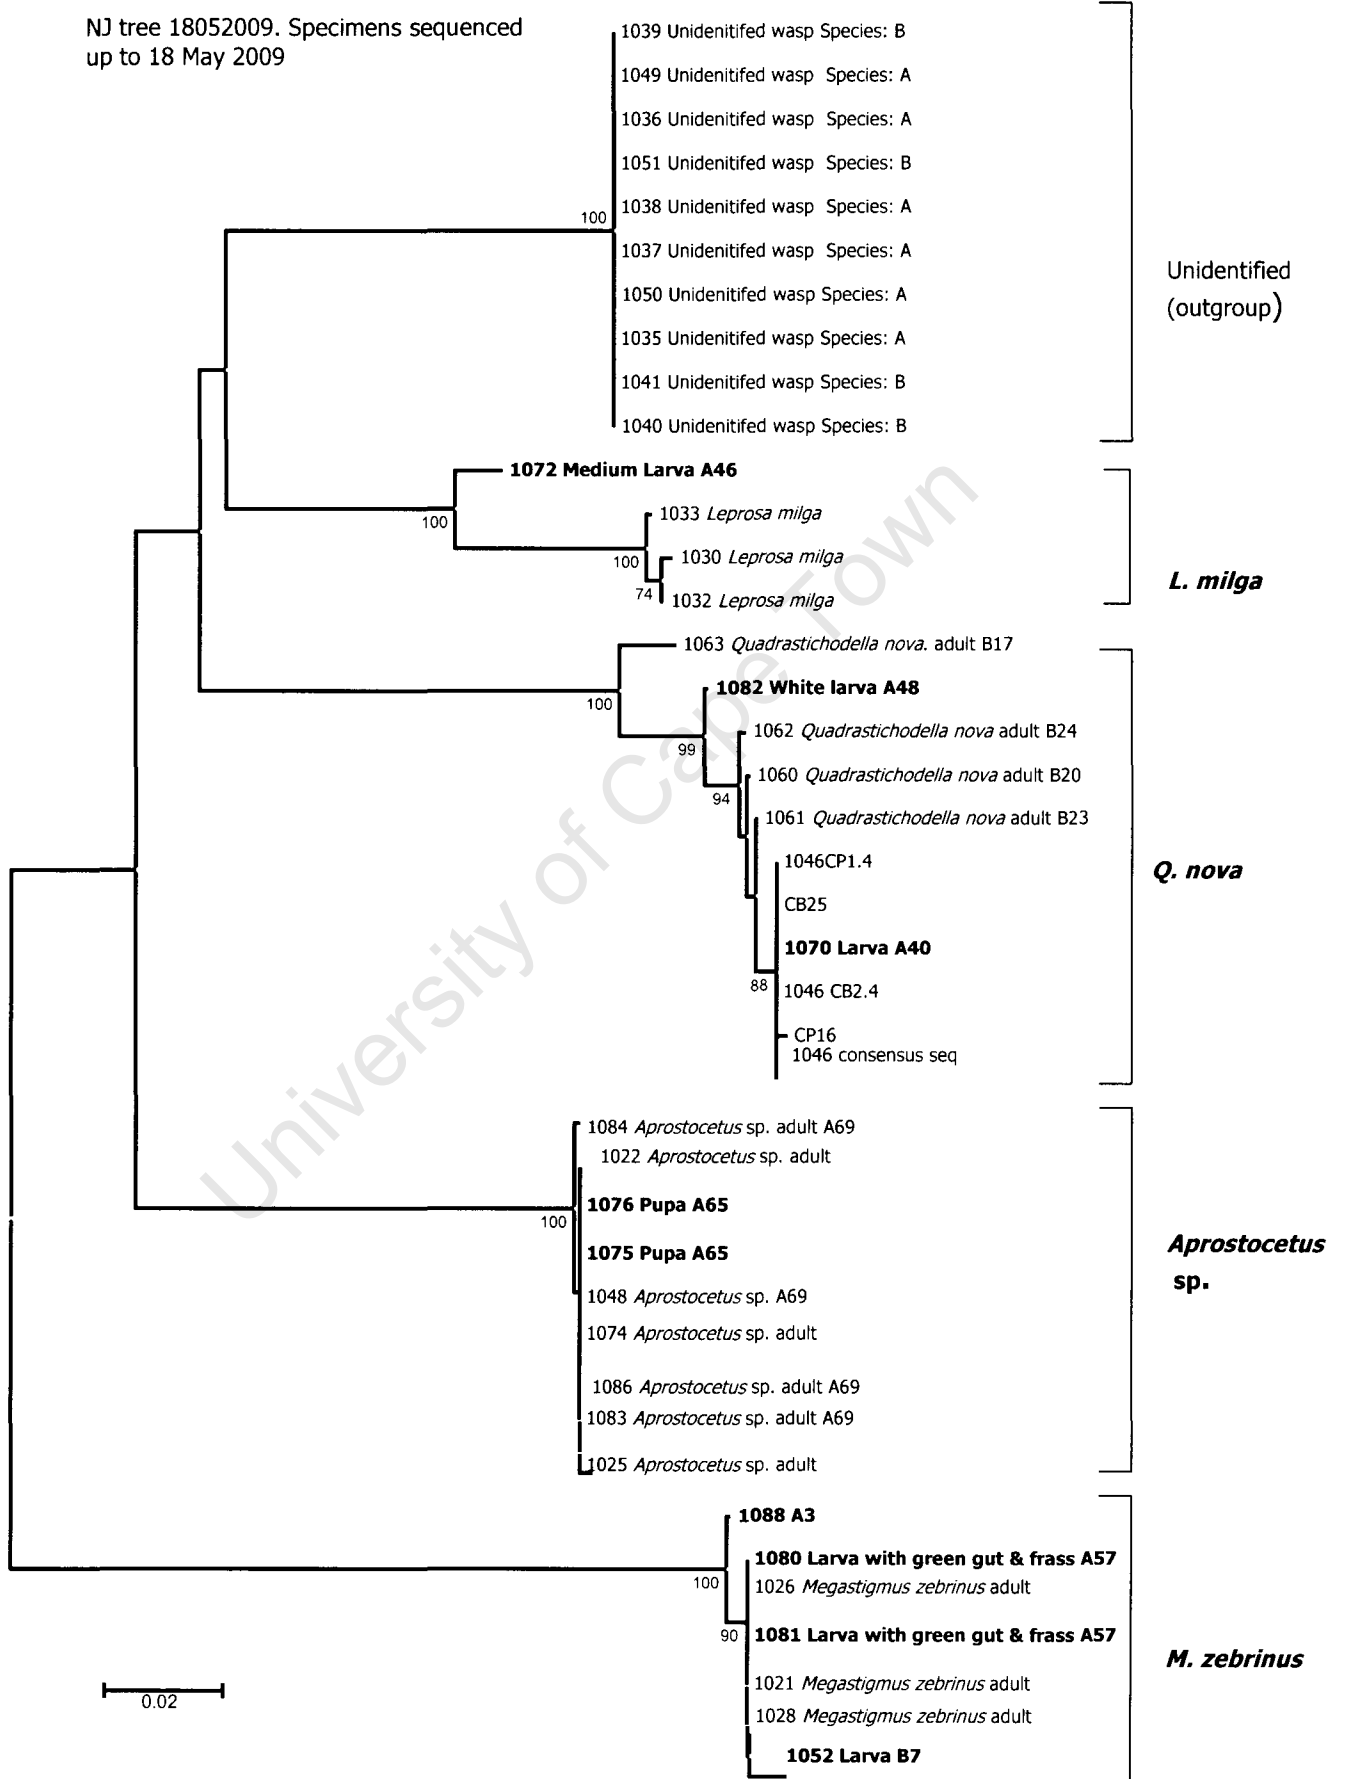 NJ tree 18052009. Specimens sequenced
up to 18 May 2009
1039 Unidenitifed wasp Species: B
1049 Unidenitifed wasp Species: A
1036 Unidenitifed wasp Species: A
1051 Unidenitifed wasp Species: B
1038 Unidenitifed wasp Species: A
100
1037 Unidenitifed wasp Species: A
1050 Unidenitifed wasp Species: A
1035 Unidenitifed wasp Species: A
1041 Unidenitifed wasp Species: B
1040 Unidenitifed wasp Species: B
Unidentified
(outgroup)
1072 Medium Larva A46
100
1033 Leprosa milga
100
1030 Leprosa milga
74
1032 Leprosa milga
L. milga
1063 Quadrastichodella nova. adult B17
100
1082 White larva A48
99
1062 Quadrastichodella nova adult B24
94
1060 Quadrastichodella nova adult B20
1061 Quadrastichodella nova adult B23
1046CP1.4
CB25
1070 Larva A40
88
1046 CB2.4
CP16
1046 consensus seq
Q. nova
1084 Aprostocetus sp. adult A69
1022 Aprostocetus sp. adult
1076 Pupa A65
100
1075 Pupa A65
1048 Aprostocetus sp. A69
1074 Aprostocetus sp. adult
1086 Aprostocetus sp. adult A69
1083 Aprostocetus sp. adult A69
1025 Aprostocetus sp. adult
Aprostocetus
sp.
1088 A3
1080 Larva with green gut & frass A57
100
1026 Megastigmus zebrinus adult
90
1081 Larva with green gut & frass A57
1021 Megastigmus zebrinus adult
1028 Megastigmus zebrinus adult
1052 Larva B7
M. zebrinus
0.02
University of Cape Town